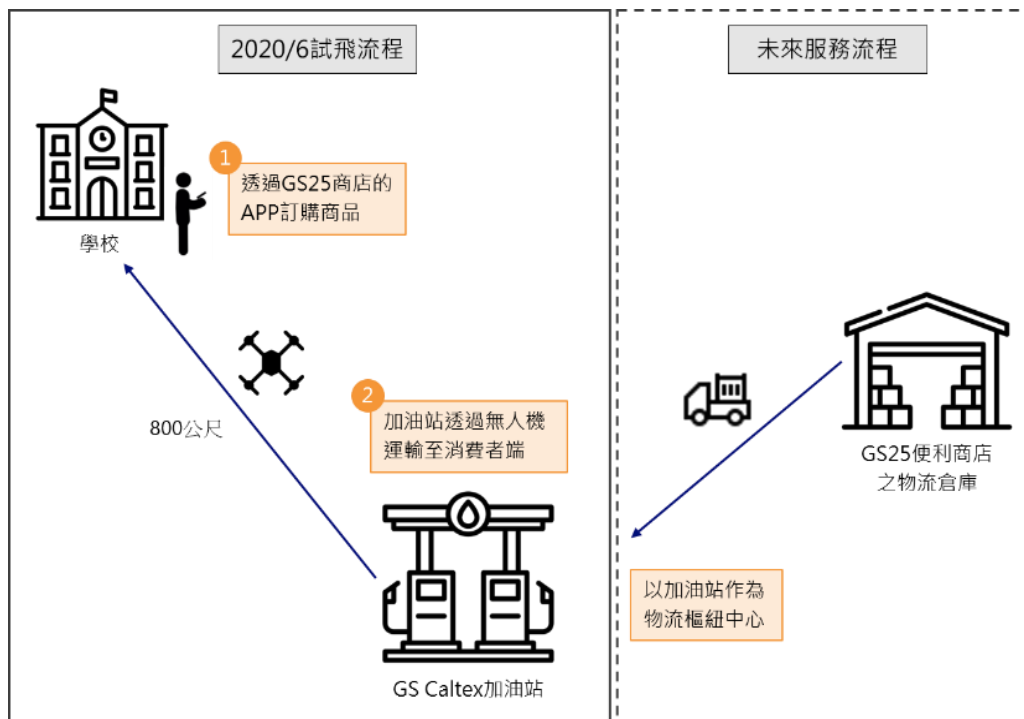 2020/6試飛流程
學校
1
透過GS25商店的
APP訂購商品
800公尺
2
加油站透過無人機
運輸至消費者端
GS Caltex加油站
未來服務流程
GS25便利商店
之物流倉庫
以加油站作為
物流樞紐中心